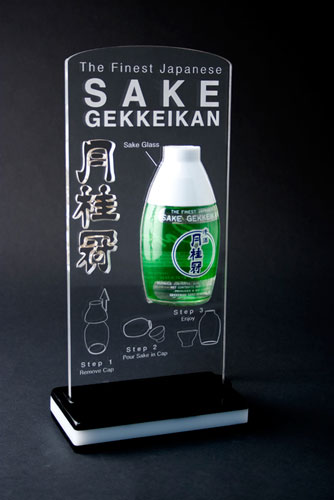 The Finest Japanese
SAKE
GEKKEIKAN
Sake Glass
月桂冠
THE FINEST JAPANESE
SAKE GEKKEIKAN
月桂冠
Step 1
Remove Cap
Step 2
Pour Sake in Cap
Step 3
Enjoy